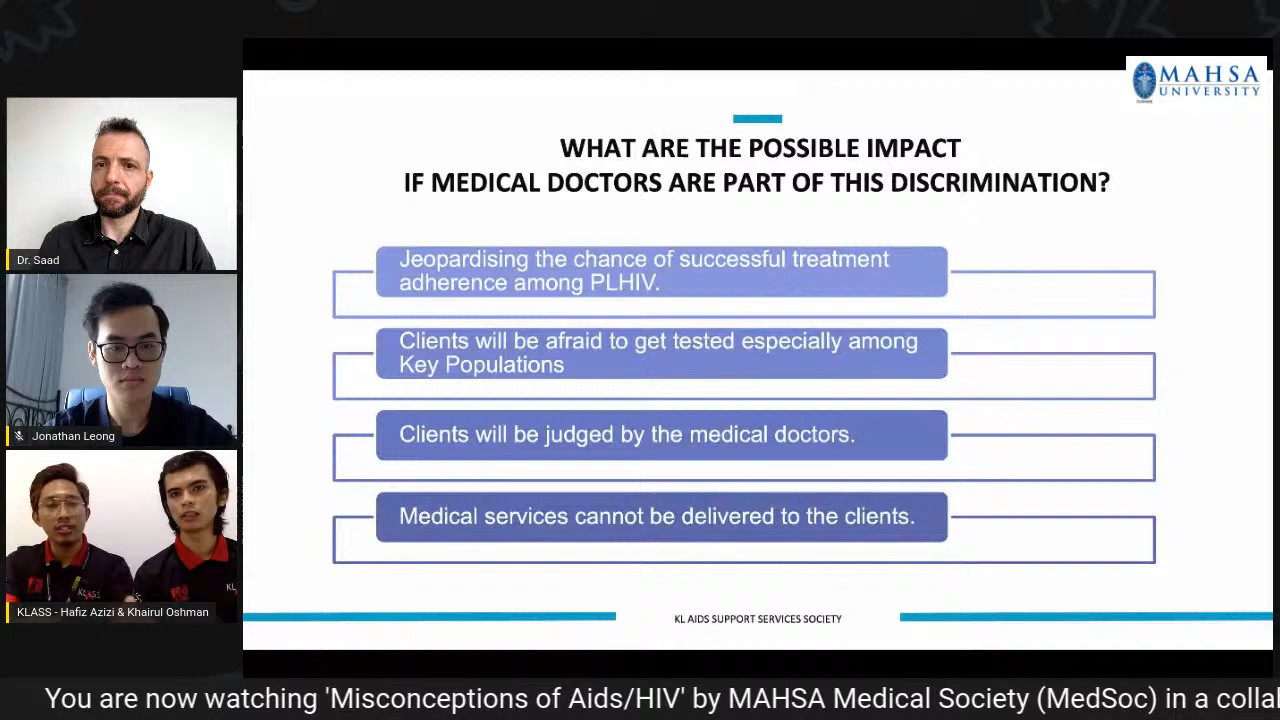 MAHSA
UNIVERSITY
WHAT ARE THE POSSIBLE IMPACT
IF MEDICAL DOCTORS ARE PART OF THIS DISCRIMINATION?
Jeopardising the chance of successful treatment
adherence among PLHIV.
Clients will be afraid to get tested especially among
Key Populations
Clients will be judged by the medical doctors.
Medical services cannot be delivered to the clients.
KL AIDS SUPPORT SERVICES SOCIETY
Dr. Saad
Jonathan Leong
KLASS
KL
KLASS - Hafiz Azizi & Khairul Oshman
You are now watching 'Misconceptions of Aids/HIV' by MAHSA Medical Society (MedSoc) in a colla